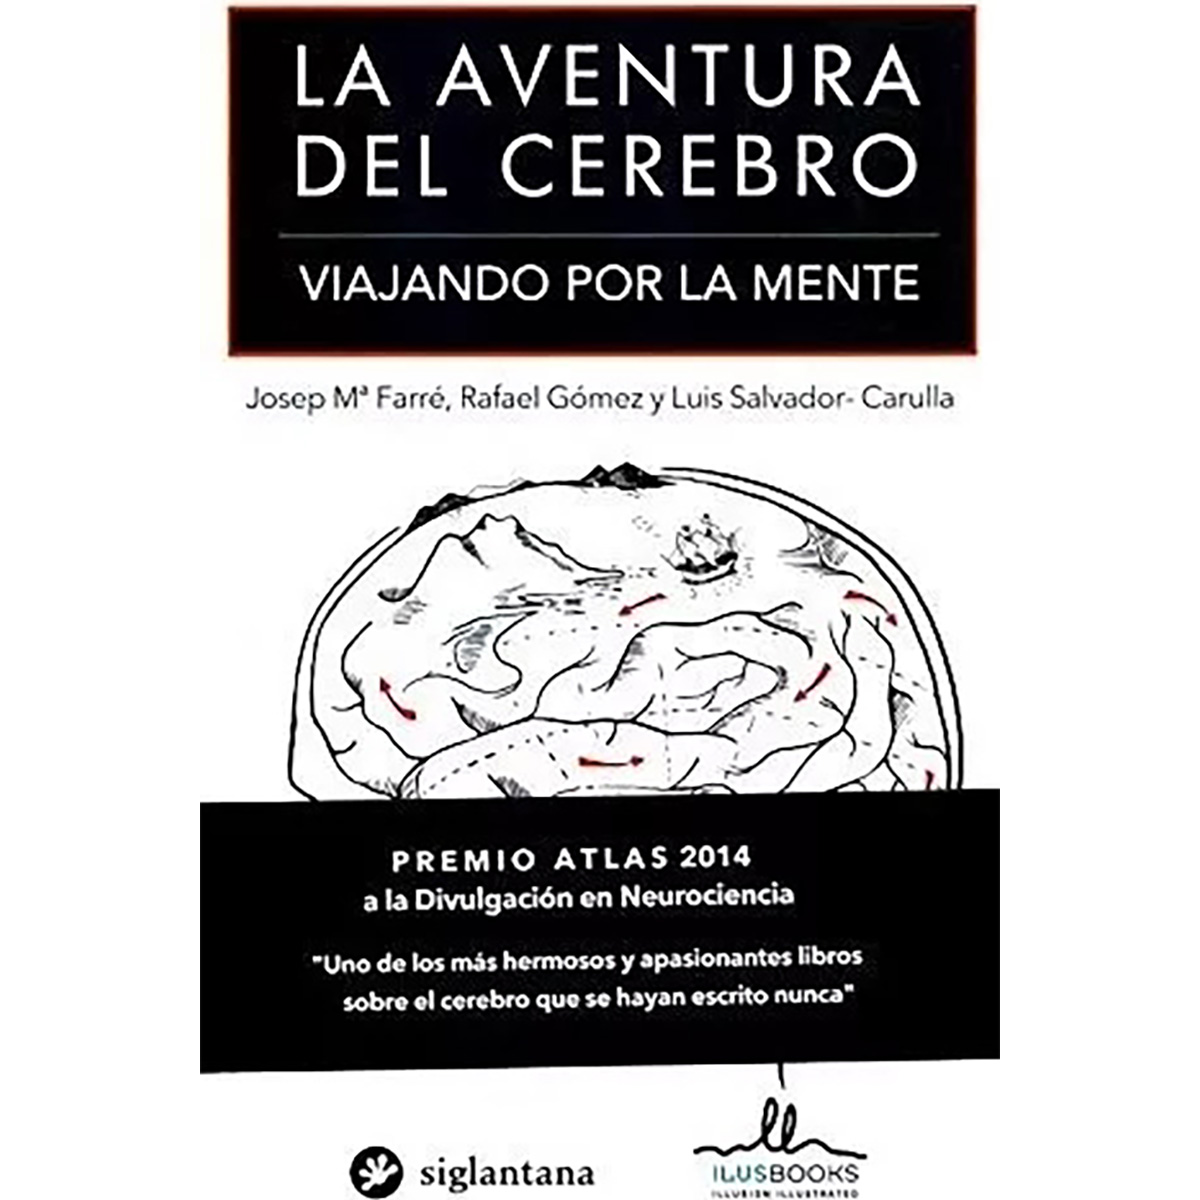 LA AVENTURA
DEL CEREBRO
VIAJANDO POR LA MENTE
Josep Mª Farré, Rafael Gómez y Luis Salvador- Carulla
PREMIO ATLAS 2014
a la Divulgación en Neurociencia
"Uno de los más hermosos y apasionantes libros
sobre el cerebro que se hayan escrito nunca"
siglantana
ILUSBOOKS
ILLUSION ILLUSTRATED